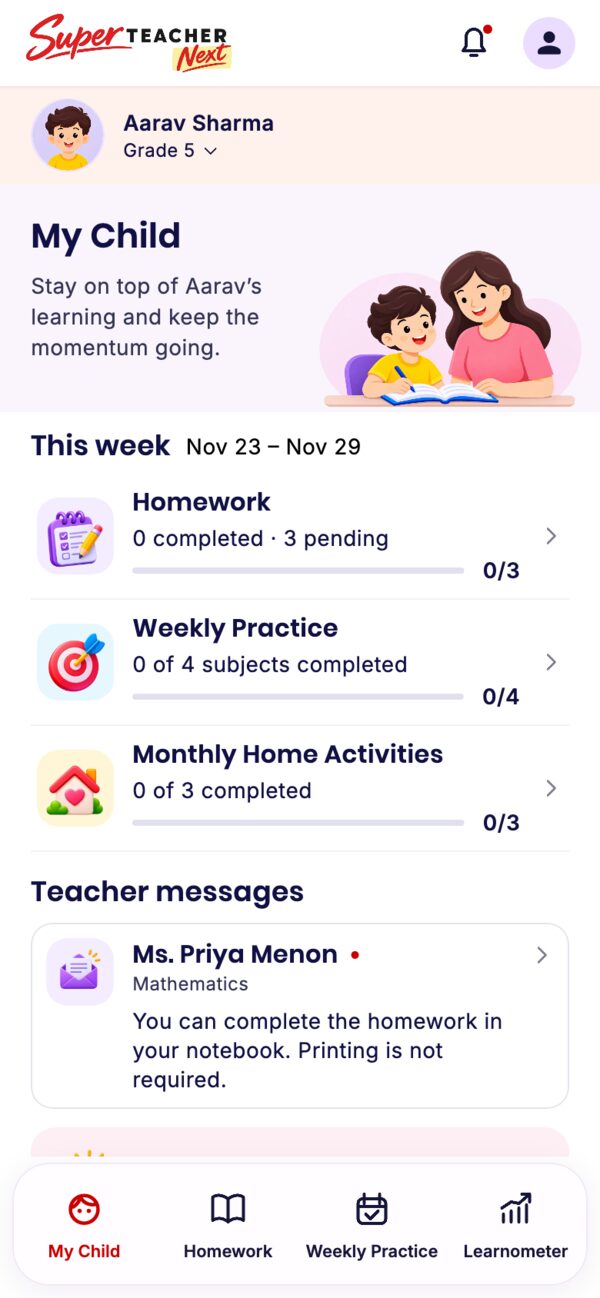 Super TEACHER
Next
Aarav Sharma
Grade 5
My Child
Stay on top of Aarav’s
learning and keep the
momentum going.
This week Nov 23 – Nov 29
Homework
0 completed · 3 pending
0/3
Weekly Practice
0 of 4 subjects completed
0/4
Monthly Home Activities
0 of 3 completed
0/3
Teacher messages
Ms. Priya Menon
Mathematics
You can complete the homework in
your notebook. Printing is not
required.
My Child Homework Weekly Practice Learnometer